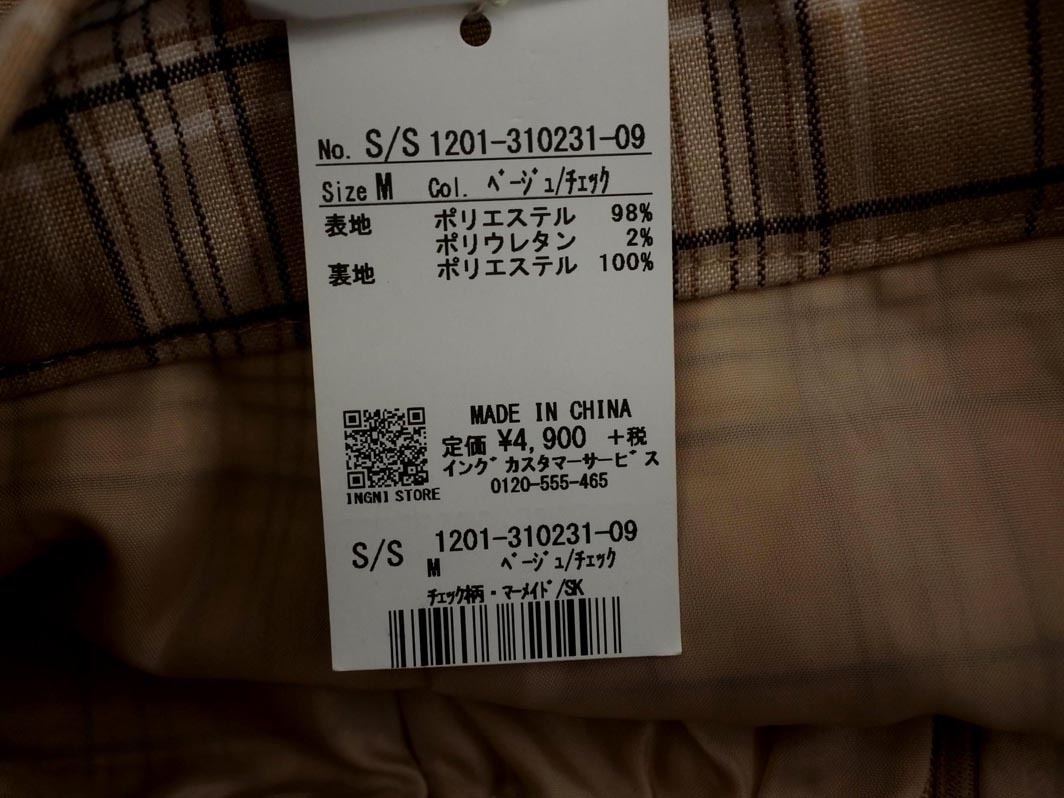 No. S/S 1201-310231-09
Size M Col. ﾍﾞｰｼﾞｭ/ﾁｪｯｸ
表地 ポリエステル 98%
ポリウレタン 2%
裏地 ポリエステル 100%
MADE IN CHINA
定価 ¥4,900 +税
イングカスタマーサービス
0120-555-465
INGNI STORE
S/S 1201-310231-09
M ﾍﾞｰｼﾞｭ/ﾁｪｯｸ
ﾁｪｯｸ柄・ﾏｰﾒｲﾄﾞ/SK